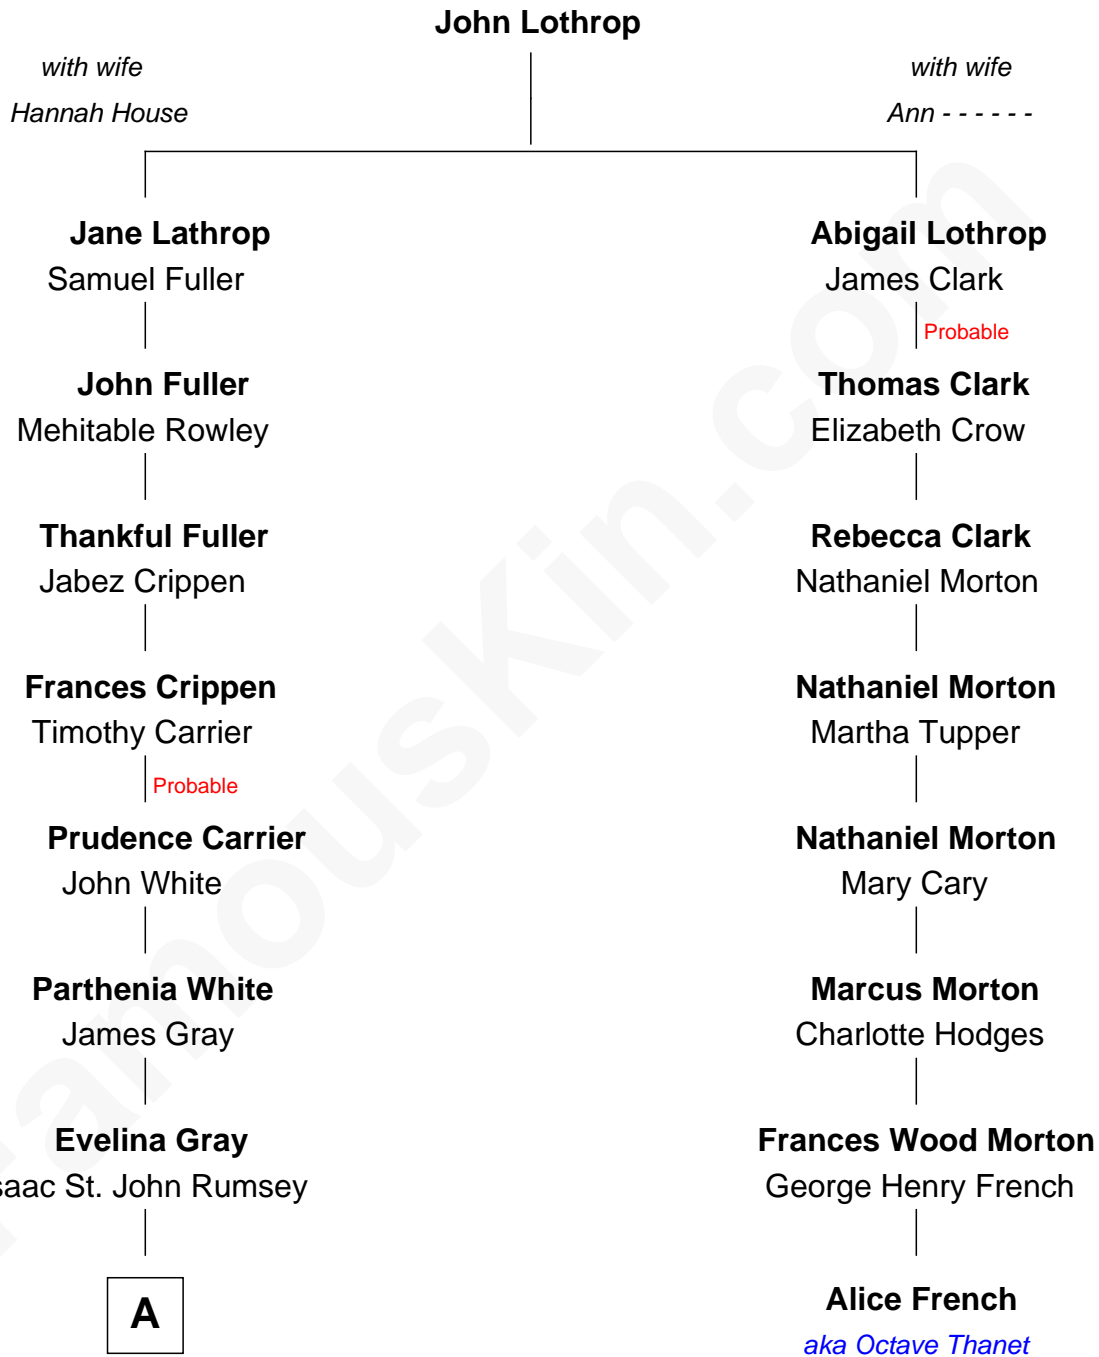 John Lothrop
with wife
Hannah House
with wife
Ann - - - - - -
Jane Lathrop
Samuel Fuller
Abigail Lothrop
James Clark
Probable
John Fuller
Mehitable Rowley
Thomas Clark
Elizabeth Crow
Thankful Fuller
Jabez Crippen
Rebecca Clark
Nathaniel Morton
Frances Crippen
Timothy Carrier
Probable
Nathaniel Morton
Martha Tupper
Prudence Carrier
John White
Nathaniel Morton
Mary Cary
Parthenia White
James Gray
Marcus Morton
Charlotte Hodges
Evelina Gray
saac St. John Rumsey
Frances Wood Morton
George Henry French
A
Alice French
aka Octave Thanet
FamousKin.com